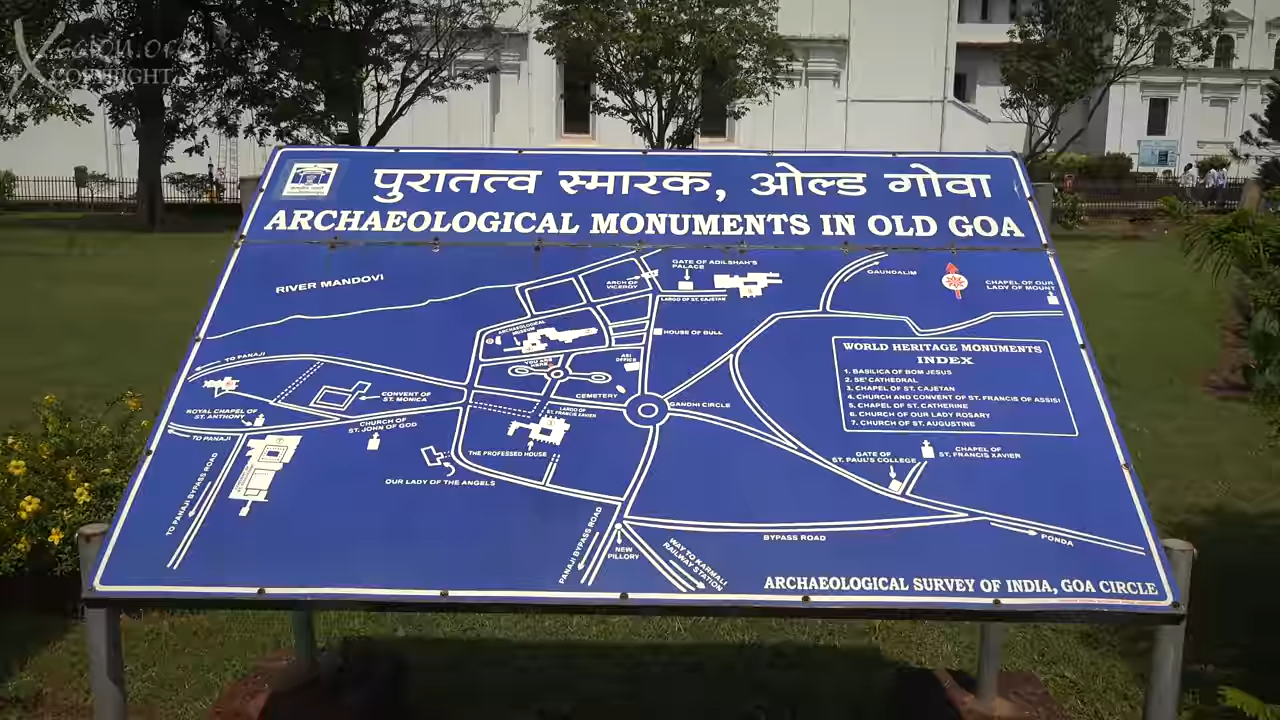 Xectou.org
COPYRIGHT
पुरातत्व स्मारक, ओल्ड गोवा
ARCHAEOLOGICAL MONUMENTS IN OLD GOA
RIVER MANDOVI
GATE OF ADILSHAH'S
PALACE
ARCH OF
VICEROY
LARGO OF ST. CAJETAN
GAUNDALIM
CHAPEL OF OUR
LADY OF MOUNT
ARCHAEOLOGICAL
MUSEUM
HOUSE OF BULL
TO PANAJI
YOU ARE
HERE
ASI
OFFICE
CONVENT OF
ST. MONICA
CEMETERY
LARGO OF
ST. FRANCIS XAVIER
GANDHI CIRCLE
ROYAL CHAPEL OF
ST. ANTHONY
CHURCH OF
ST. JOHN OF GOD
TO PANAJI
THE PROFESSED HOUSE
OUR LADY OF THE ANGELS
TO PANAJI BYPASS ROAD
WORLD HERITAGE MONUMENTS
INDEX
1. BASILICA OF BOM JESUS
2. SE' CATHEDRAL
3. CHAPEL OF ST. CAJETAN
4. CHURCH AND CONVENT OF ST. FRANCIS OF ASSISI
5. CHAPEL OF ST. CATHERINE
6. CHURCH OF OUR LADY ROSARY
7. CHURCH OF ST. AUGUSTINE
GATE OF
ST. PAUL'S COLLEGE
CHAPEL OF
ST. FRANCIS XAVIER
PANAJI BYPASS ROAD
NEW
PILLORY
WAY TO KARMALI
RAILWAY STATION
BYPASS ROAD
PONDA
ARCHAEOLOGICAL SURVEY OF INDIA, GOA CIRCLE